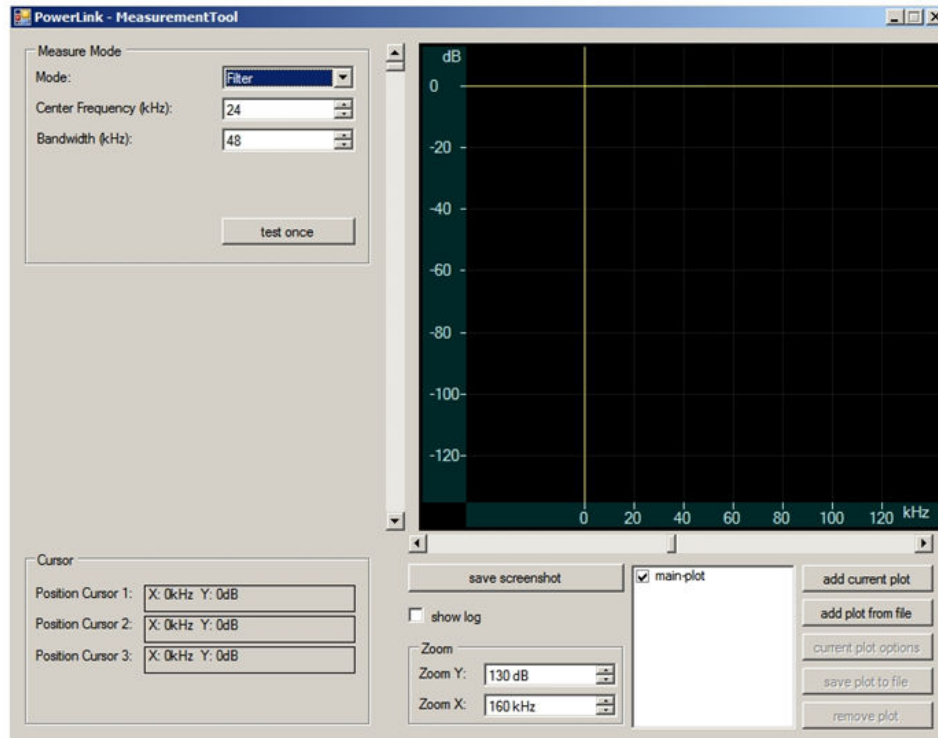 PowerLink - MeasurementTool
Measure Mode
Mode: Filter
Center Frequency (kHz): 24
Bandwidth (kHz): 48
test once
dB
0
-20
-40
-60
-80
-100
-120
0 20 40 60 80 100 120 kHz
Cursor
Position Cursor 1: X: 0kHz Y: 0dB
Position Cursor 2: X: 0kHz Y: 0dB
Position Cursor 3: X: 0kHz Y: 0dB
save screenshot
show log
Zoom
Zoom Y: 130 dB
Zoom X: 160 kHz
main-plot
add current plot
add plot from file
current plot options
save plot to file
remove plot